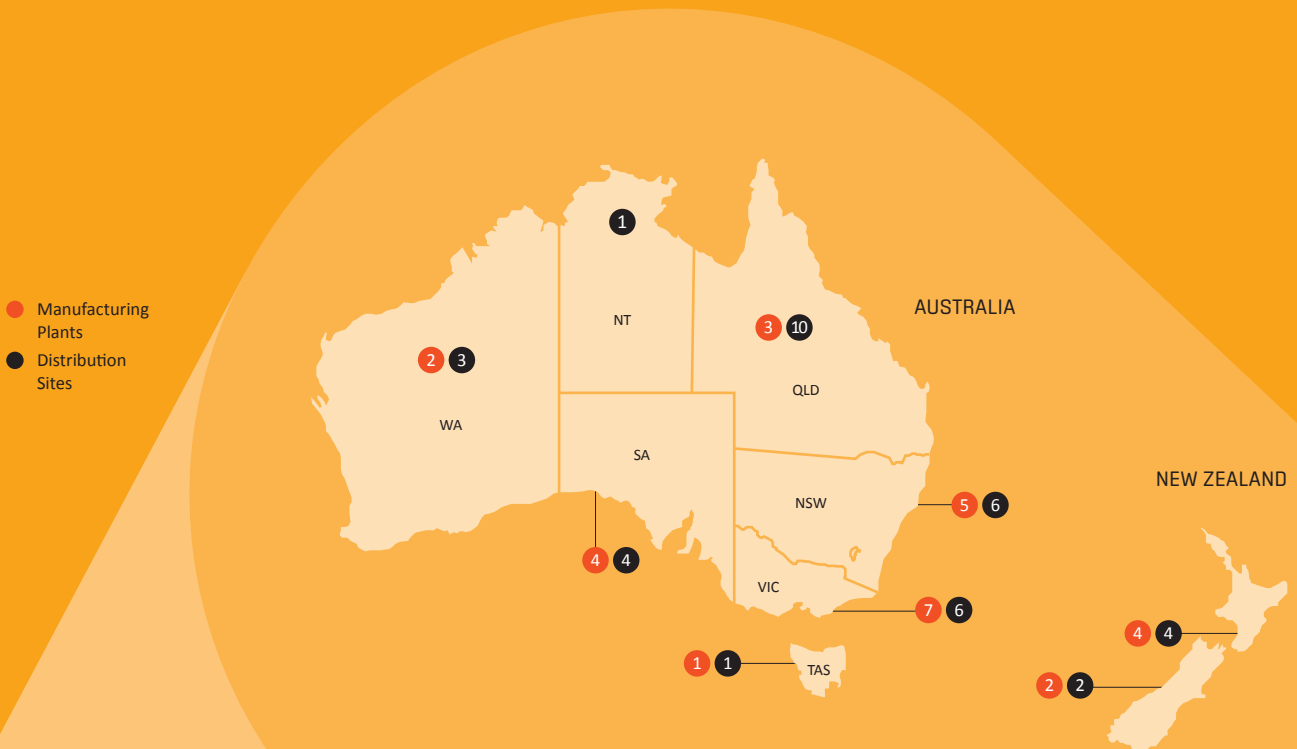 1
Manufacturing
Plants
Distribution
Sites
AUSTRALIA
NT
3 10
2 3
QLD
WA
SA
NEW ZEALAND
NSW
5 6
4 4
VIC
7 6
4 4
1 1
TAS
2 2